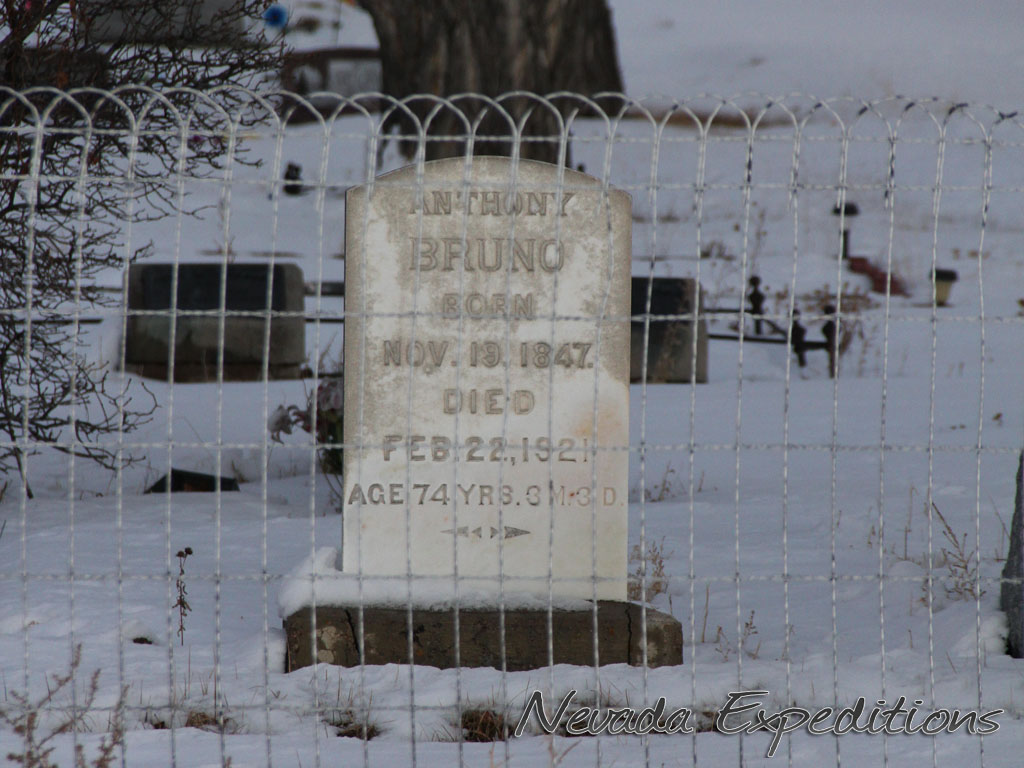 ANTHONY
BRUNO
BORN
NOV. 19. 1847.
DIED
FEB. 22, 1921
AGE 74 YRS. 3 M. 3 D.
Nevada Expeditions